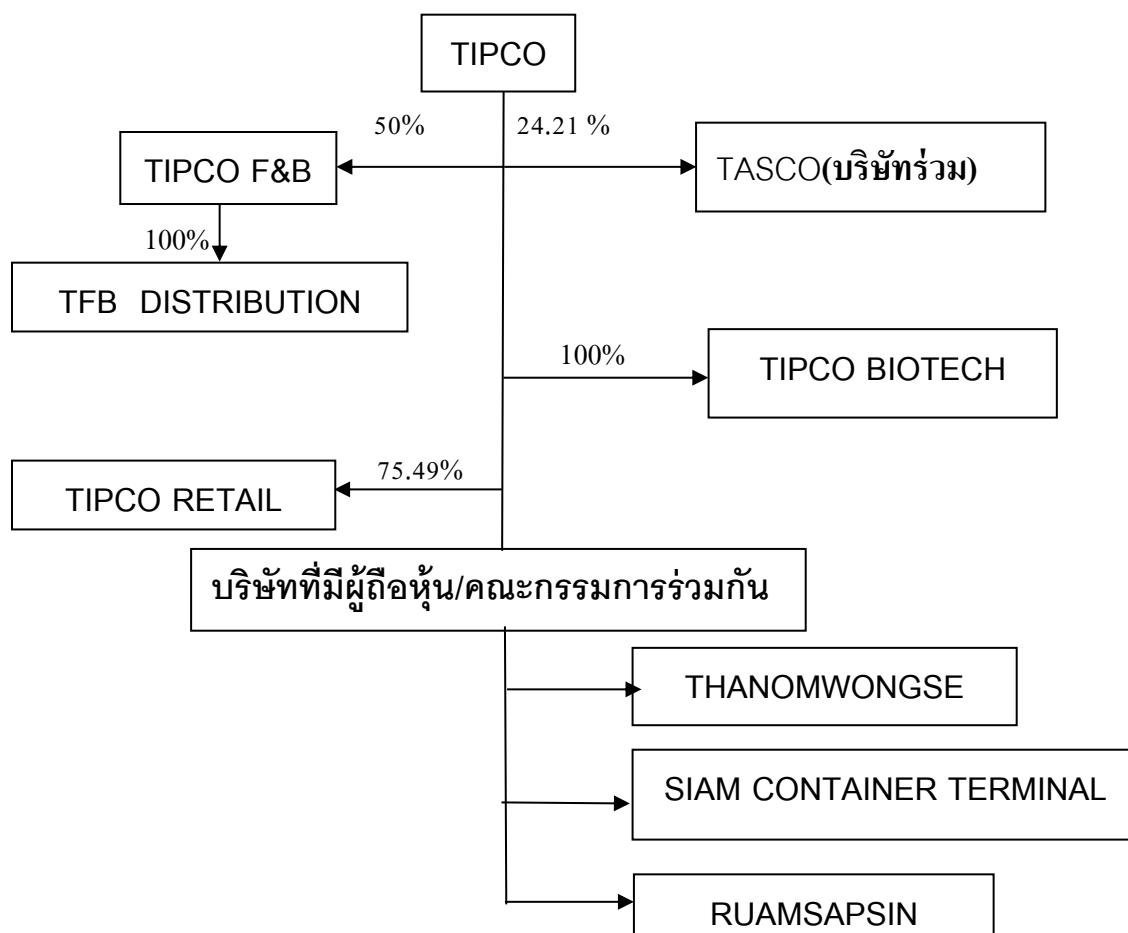 TIPCO
50%
24.21 %
TIPCO F&B
TASCO(บริษัทร่วม)
100%
TFB DISTRIBUTION
100%
TIPCO BIOTECH
75.49%
TIPCO RETAIL
บริษัทที่มีผู้ถือหุ้น/คณะกรรมการร่วมกัน
THANOMWONGSE
SIAM CONTAINER TERMINAL
RUAMSAPSIN